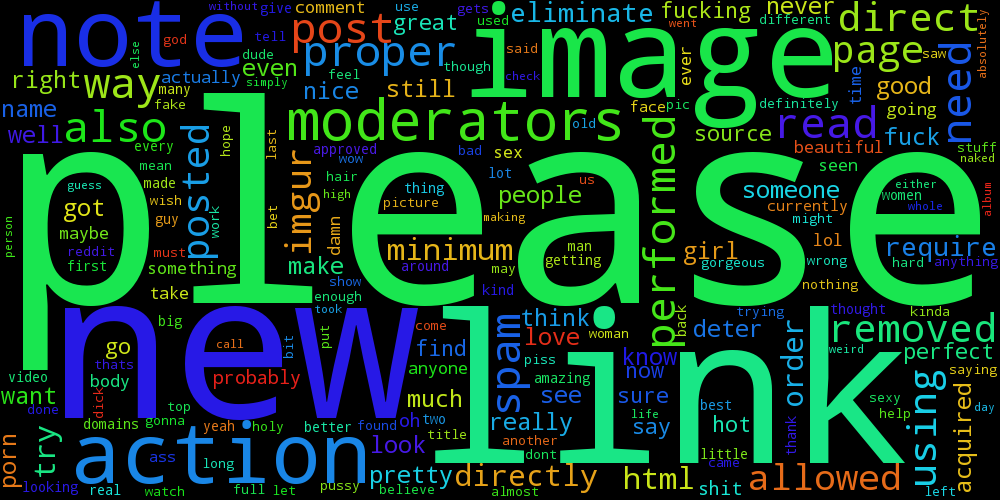 note
without
give
gets
god
tell
else
dude
even
simply
actually
right
way
many
fake
name
well
also
every
mean
comment
use
used
post
great
proper
feel
though
nice
still
moderators
approved
wow
hair
high
bad
old
sex
lot
us
image
said
check
eliminate
went
different
fucking
never
ever
face
pic
definitely
direct
page
saw
absolutely
time
good
going
need
source
read
fuck
beautiful
seen
stuff
naked
please
guess
got
maybe
reddit
first
person
made
wish
guy
must
something
take
posted
work
hope
last
bet
imgur
damn
make
thing
picture
making
people
minimum
around
show
kind
may
man
getting
performed
back
girl
gorgeous
someone
currently
might
lol
wrong
nothing
either
women
whole
album
require
hard
anything
new
big
go
thats
video
body
want
done
dick
call
probably
bit
put
enough
took
come
find
anyone
much
link
spam
think
love
woman
piss
amazing
see
really
know
now
sure
say
life
trying
deter
best
hot
little
order
thank
thought
kinda
removed
weird
perfect
saying
sexy
help
day
using
acquired
left
action
porn
try
looking
real
domains
top
gonna
ass
watch
yeah
holy
long
full
let
better
found
pussy
oh
two
look
title
another
dont
pretty
believe
directly
almost
html
shit
came
allowed